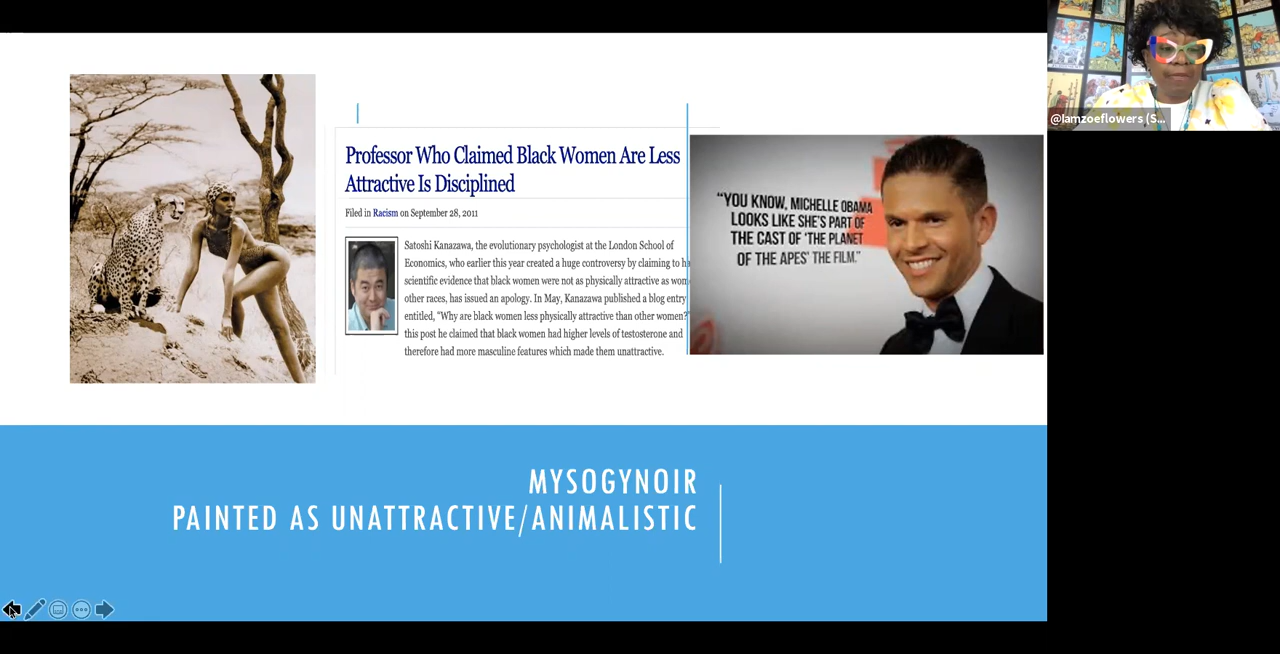 @Iamzoeflowers (S...
Professor Who Claimed Black Women Are Less
Attractive Is Disciplined
Filed in Racism on September 28, 2011
Satoshi Kanazawa, the evolutionary psychologist at the London School of
Economics, who earlier this year created a huge controversy by claiming to
scientific evidence that black women were not as physically attractive as
other races, has issued an apology. In May, Kanazawa published a blog entry
entitled, “Why are black women less physically attractive than other women?”
this post he claimed that black women had higher levels of testosterone and
therefore had more masculine features which made them unattractive.
“YOU KNOW, MICHELLE OBAMA
LOOKS LIKE SHE'S PART OF
THE CAST OF ‘THE PLANET
OF THE APES’ THE FILM.”
MYSOGYNOIR
PAINTED AS UNATTRACTIVE/ANIMALISTIC